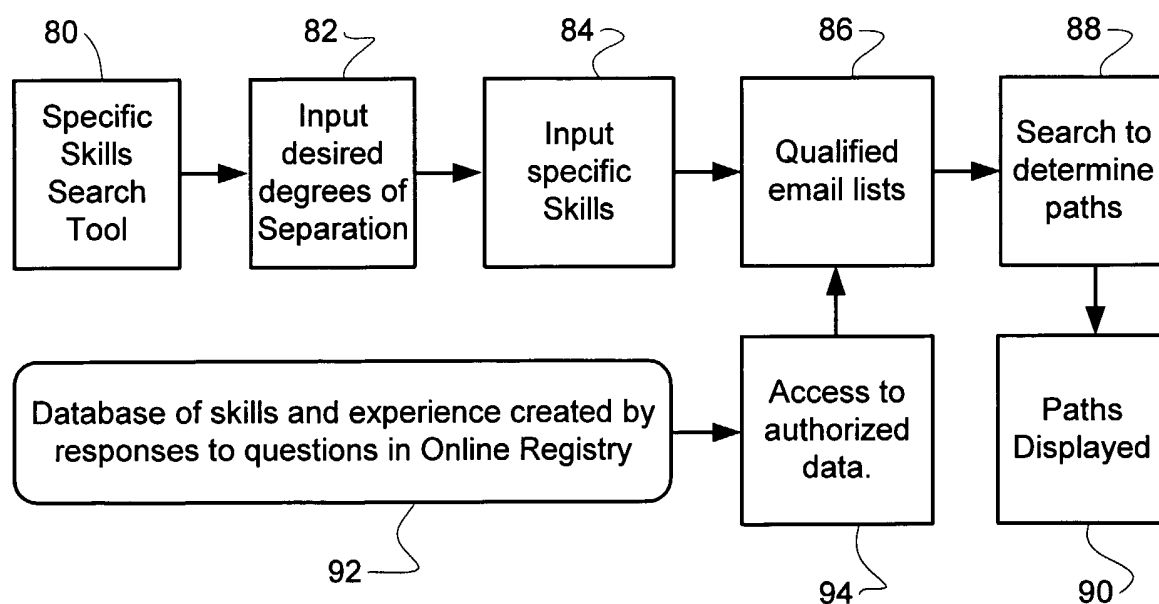 80
82
84
86
88
Specific
Skills
Search
Tool
Input
desired
degrees of
Separation
Input
specific
Skills
Qualified
email lists
Search to
determine
paths
Database of skills and experience created by
responses to questions in Online Registry
Access to
authorized
data.
Paths
Displayed
92
94
90